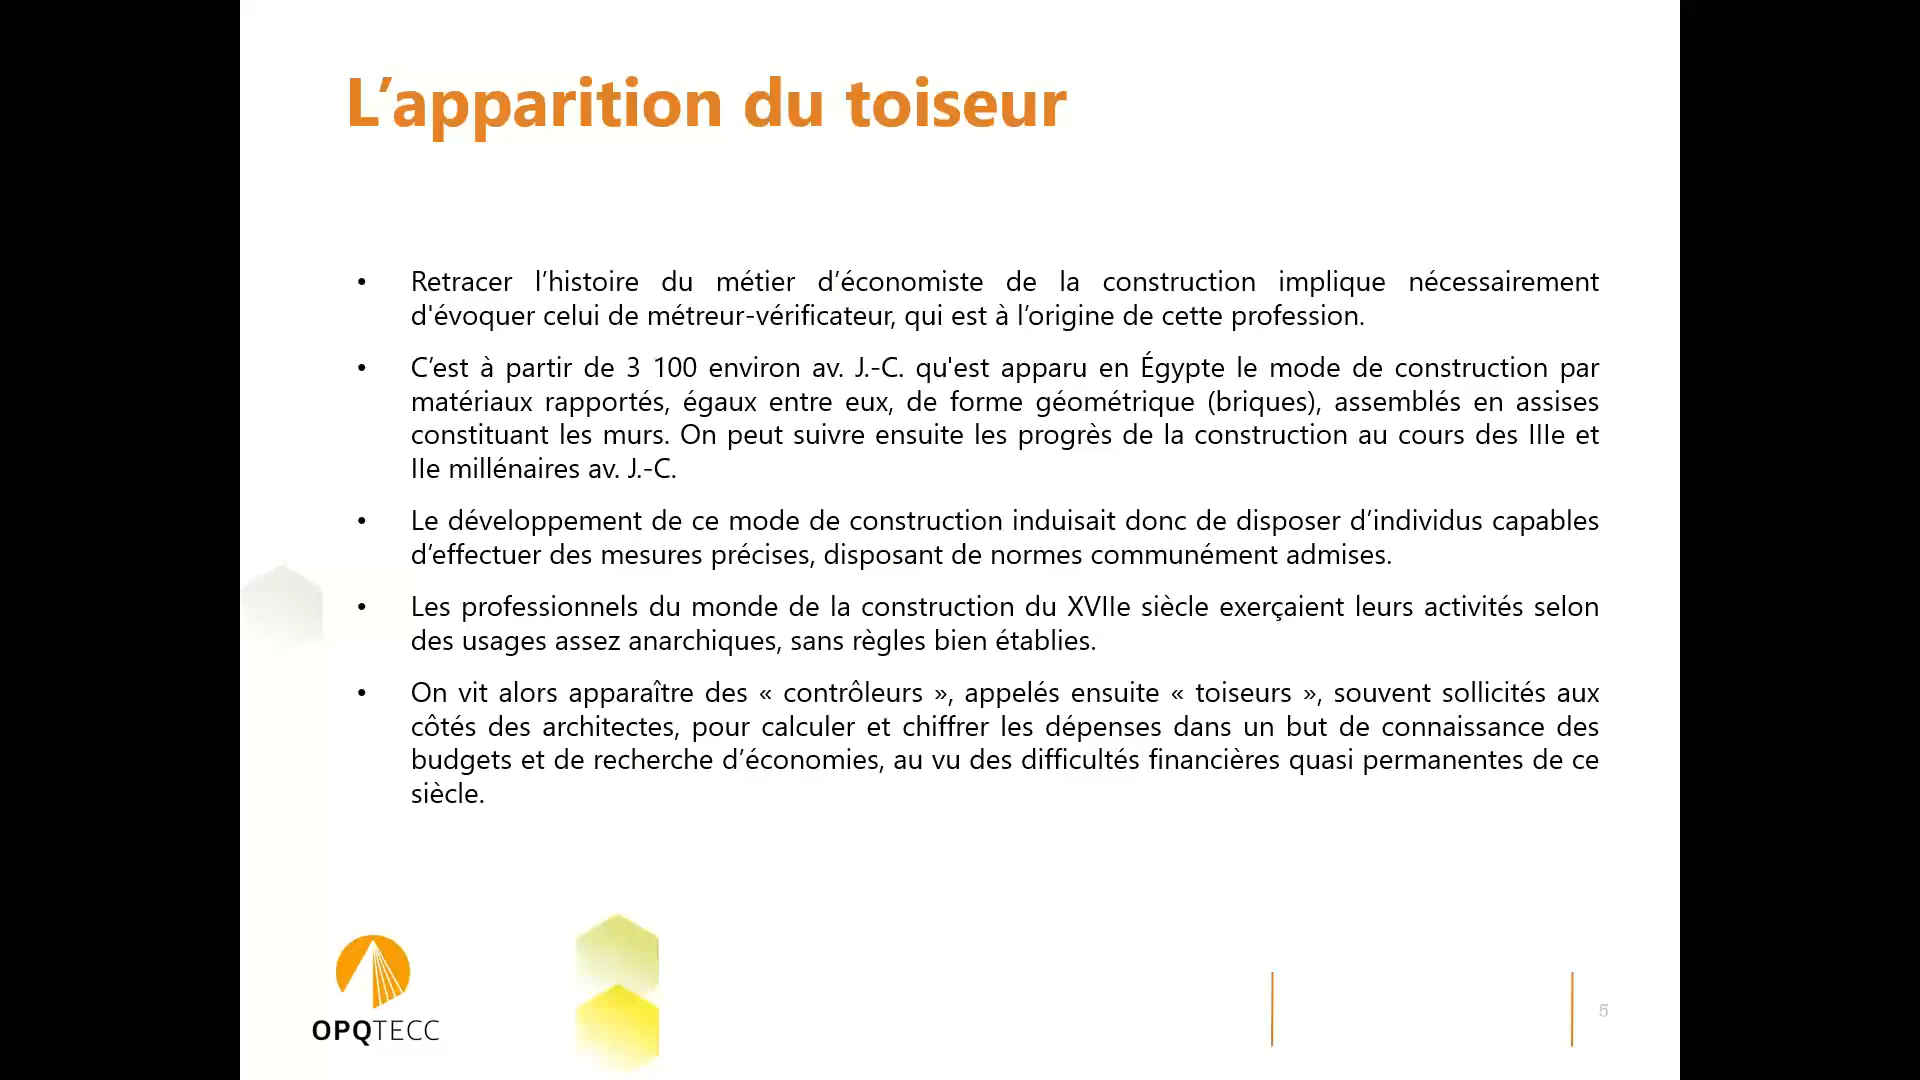 L’apparition du toiseur
• Retracer l’histoire du métier d’économiste de la construction implique nécessairement
d'évoquer celui de métreur-vérificateur, qui est à l’origine de cette profession.
• C’est à partir de 3 100 environ av. J.-C. qu'est apparu en Égypte le mode de construction par
matériaux rapportés, égaux entre eux, de forme géométrique (briques), assemblés en assises
constituant les murs. On peut suivre ensuite les progrès de la construction au cours des IIIe et
IIe millénaires av. J.-C.
• Le développement de ce mode de construction induisait donc de disposer d’individus capables
d’effectuer des mesures précises, disposant de normes communément admises.
• Les professionnels du monde de la construction du XVIIe siècle exerçaient leurs activités selon
des usages assez anarchiques, sans règles bien établies.
• On vit alors apparaître des « contrôleurs », appelés ensuite « toiseurs », souvent sollicités aux
côtés des architectes, pour calculer et chiffrer les dépenses dans un but de connaissance des
budgets et de recherche d’économies, au vu des difficultés financières quasi permanentes de ce
siècle.
OPQTECC
5